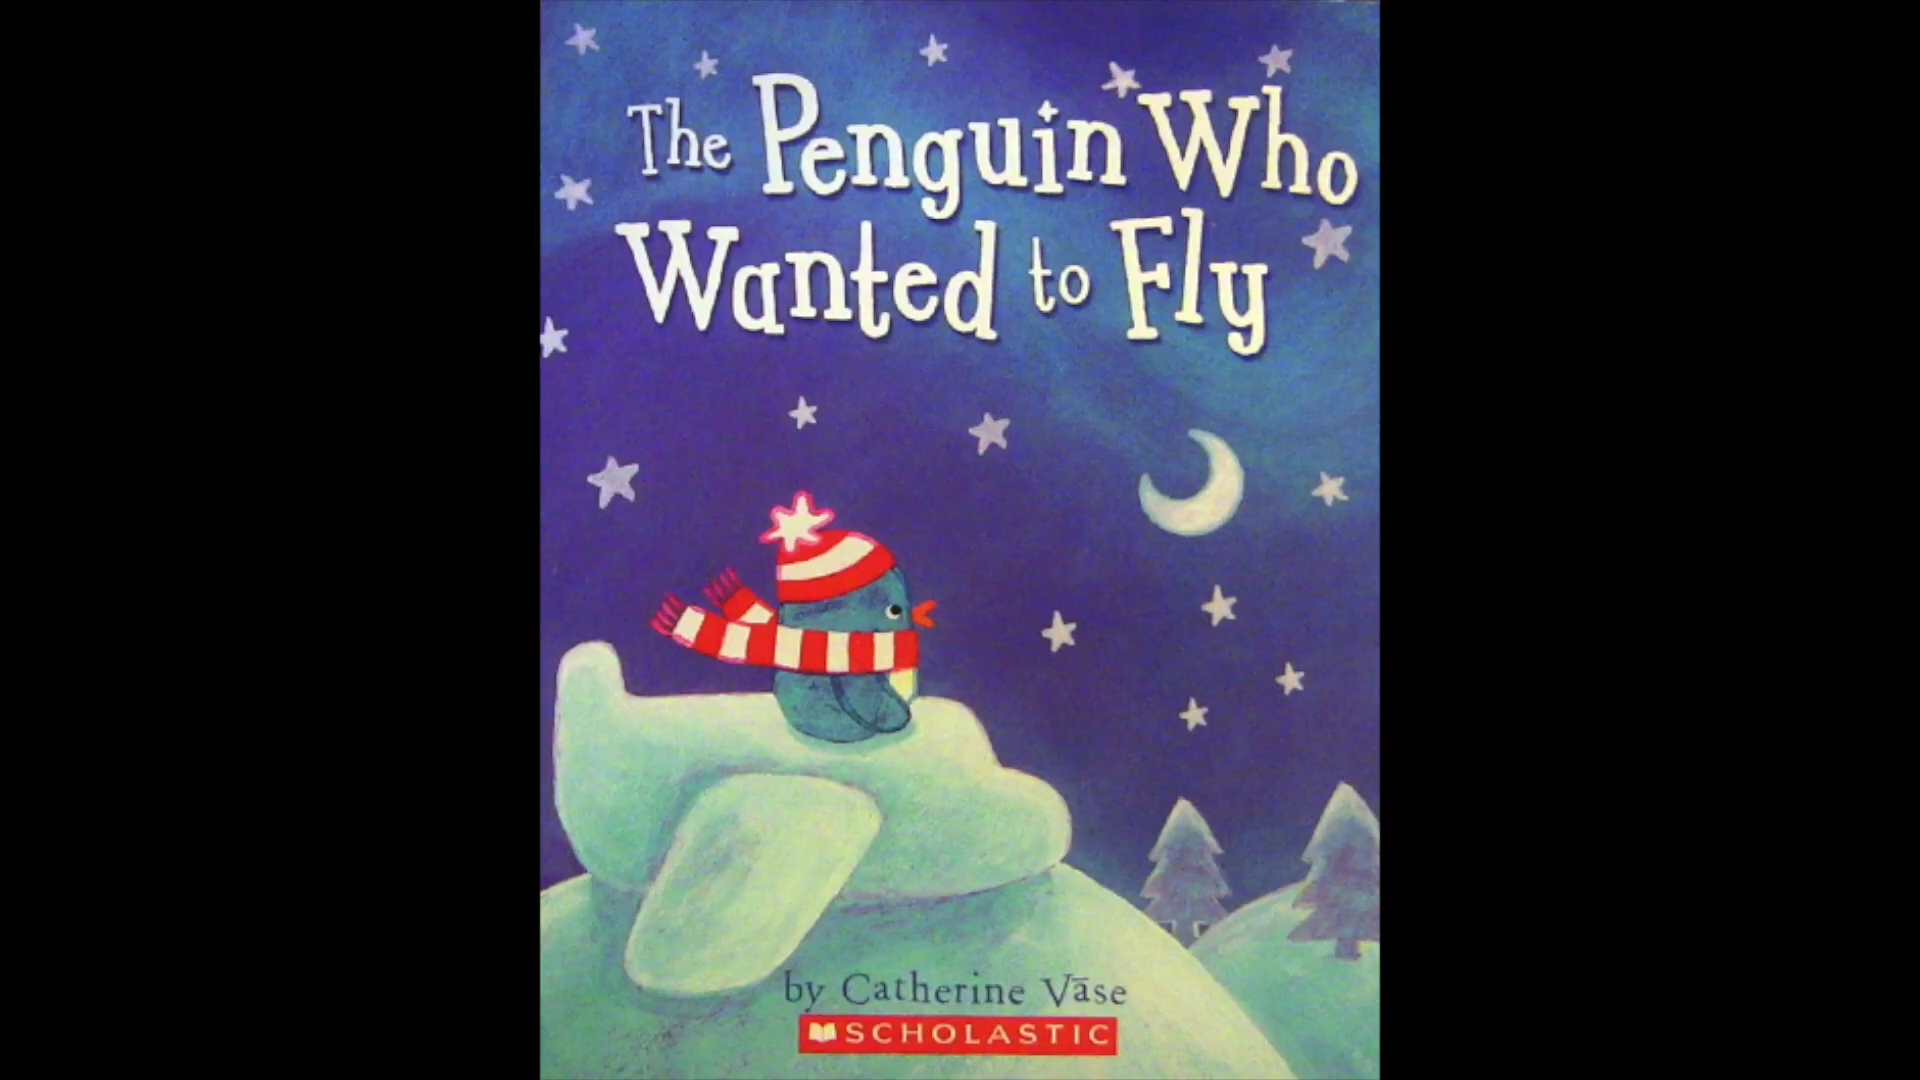 The Penguin Who
Wanted to Fly
by Catherine Vāse
SCHOLASTIC